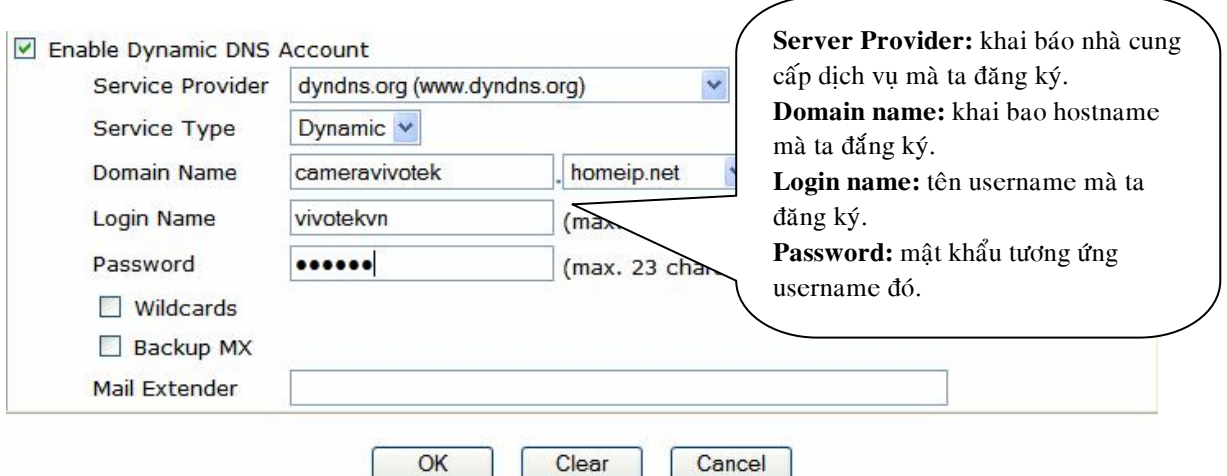 Enable Dynamic DNS Account
Service Provider dyndns.org (www.dyndns.org)
Service Type Dynamic
Domain Name cameravivotek . homeip.net
Login Name vivotekvn (max.
Password ●●●●●● (max. 23
Wildcards
Backup MX
Mail Extender
OK Clear Cancel
Server Provider: khai báo nhà cung
cấp dịch vụ mà ta đăng ký.
Domain name: khai bao hostname
mà ta đắng ký.
Login name: tên username mà ta
đăng ký.
Password: mật khẩu tương ứng
username đó.